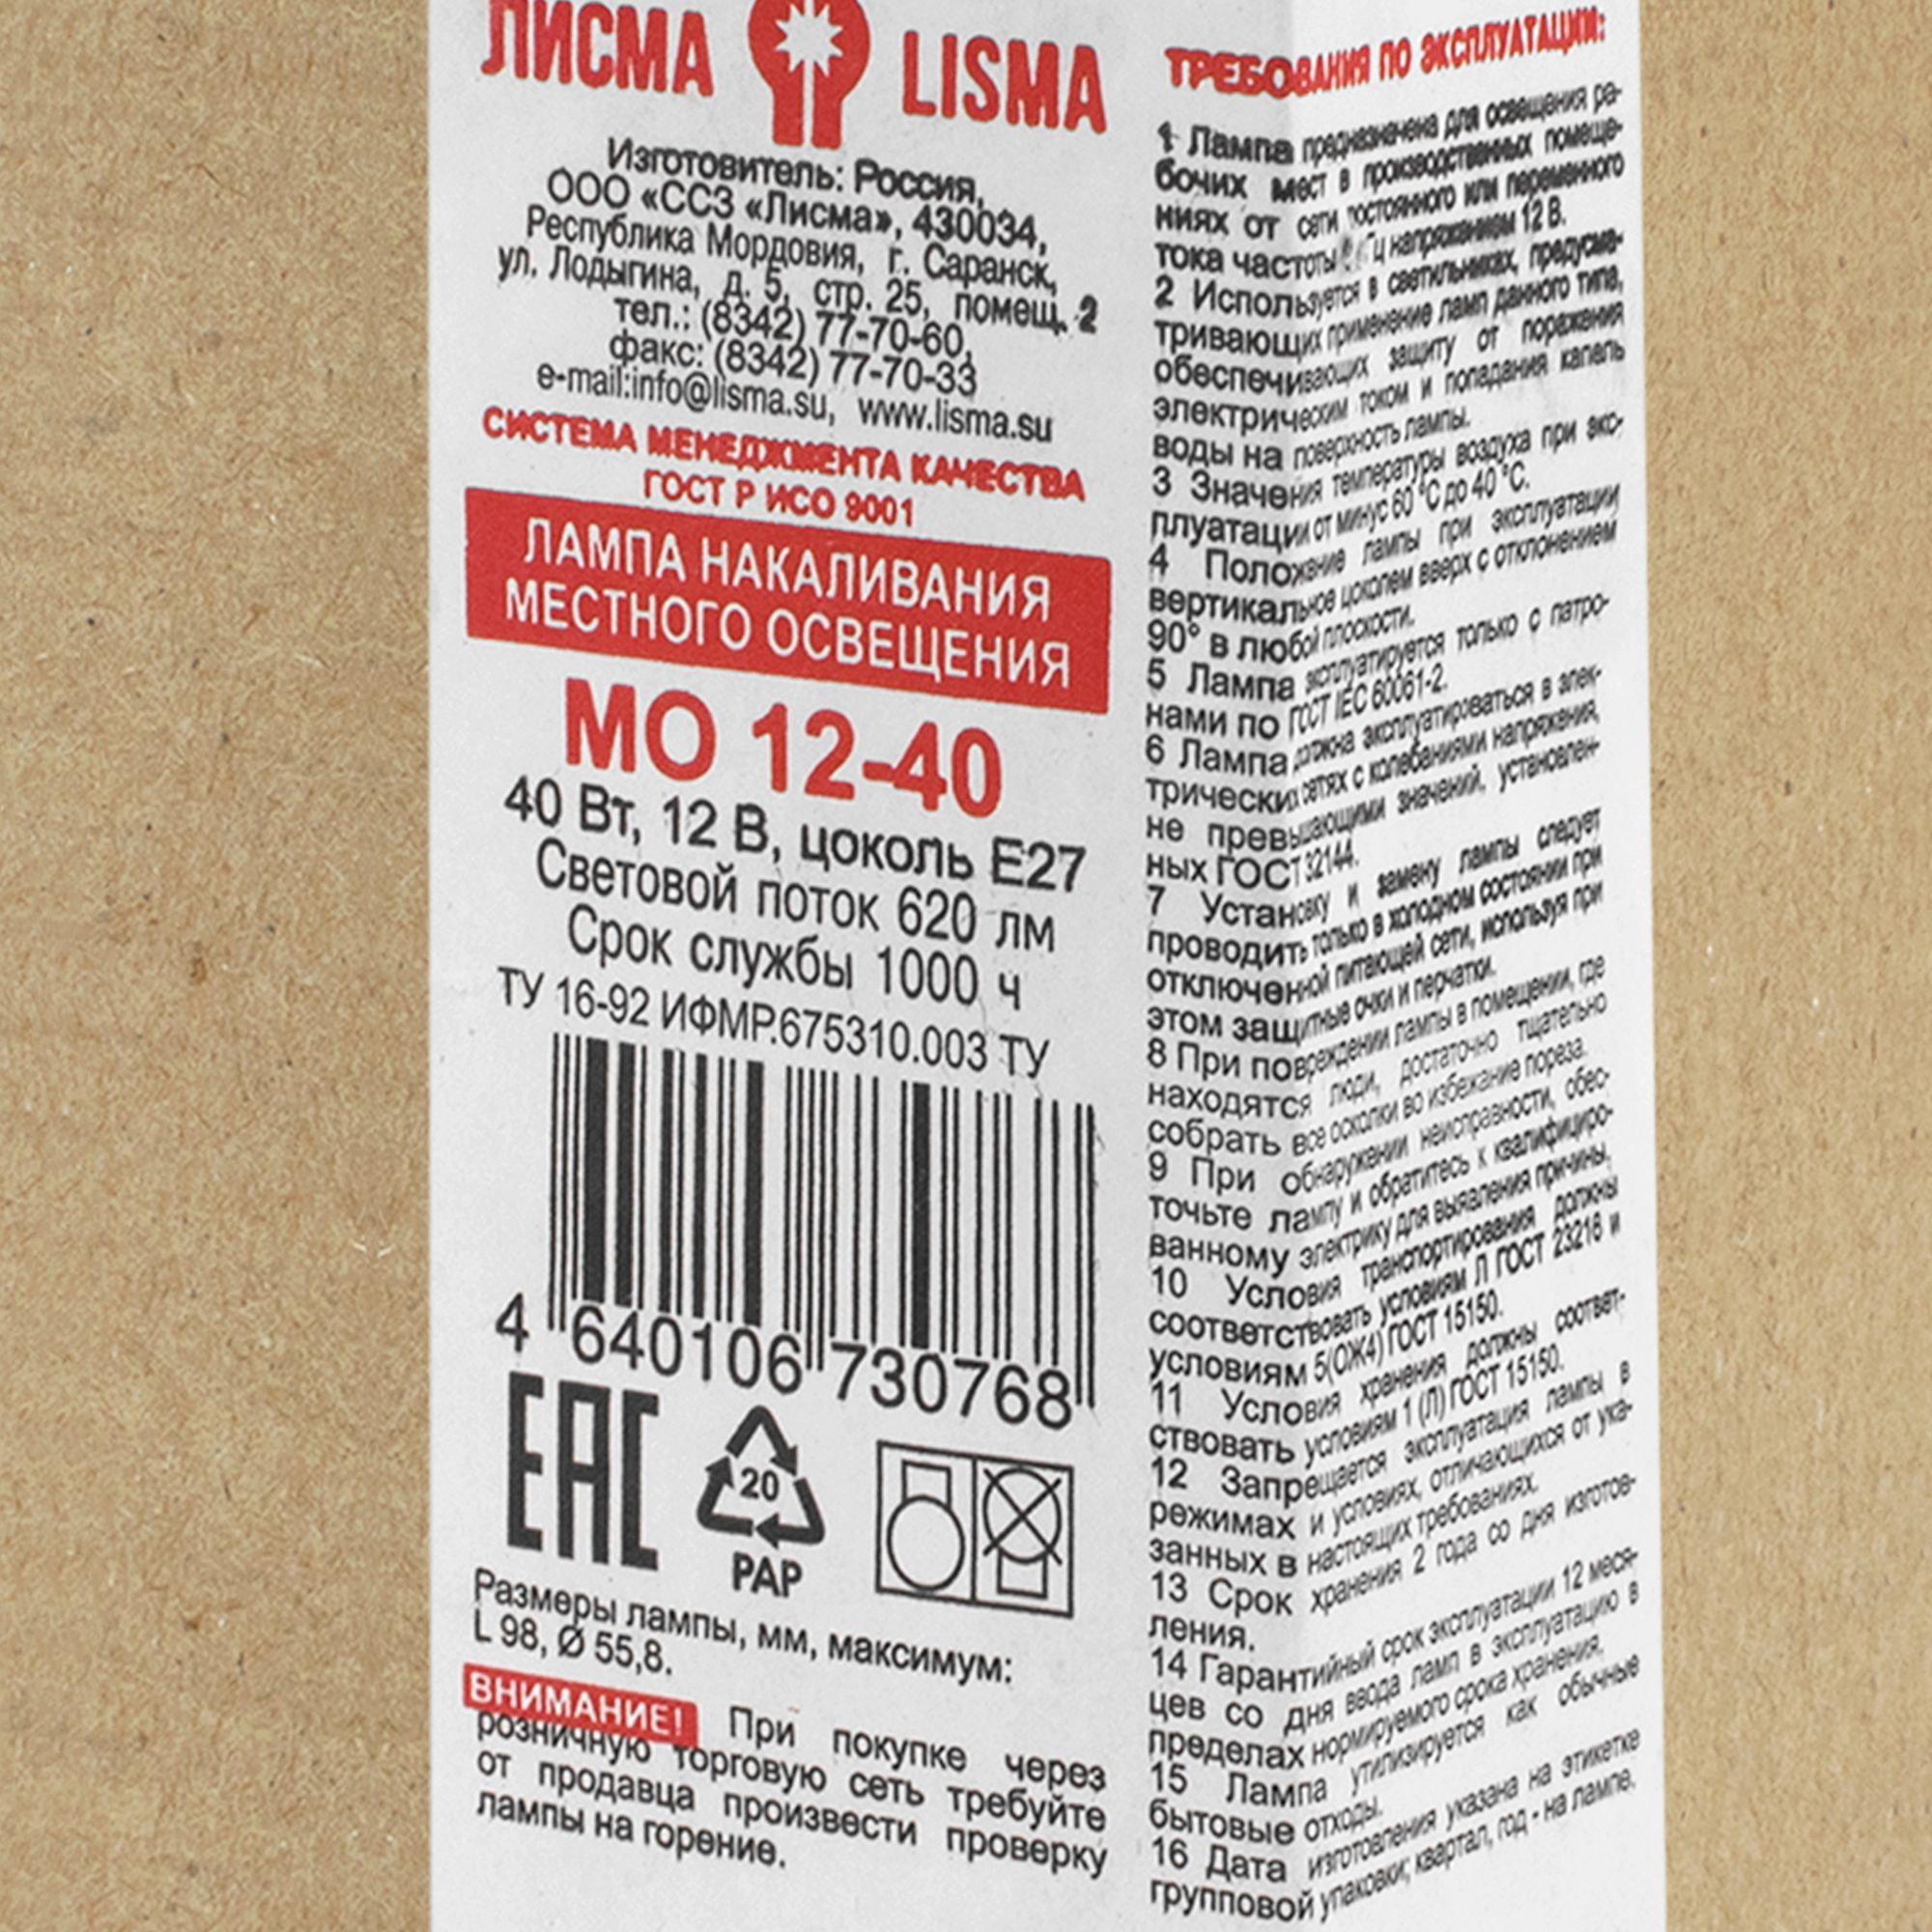 ЛИСМА LISMA
Изготовитель: Россия,
ООО «ССЗ «Лисма», 430034,
Республика Мордовия, г. Саранск,
ул. Лодыгина, д. 5, стр. 25, помещ. 2
тел.: (8342) 77-70-60,
факс: (8342) 77-70-33
e-mail:info@lisma.su, www.lisma.su
СИСТЕМА МЕНЕДЖМЕНТА КАЧЕСТВА
ГОСТ Р ИСО 9001
ЛАМПА НАКАЛИВАНИЯ
МЕСТНОГО ОСВЕЩЕНИЯ
МО 12-40
40 Вт, 12 В, цоколь Е27
Световой поток 620 лм
Срок службы 1000 ч
ТУ 16-92 ИФМР.675310.003 ТУ
4 640106 730768
ЕАС
20
PAP
Размеры лампы, мм, максимум:
L 98, Ø 55,8.
ВНИМАНИЕ! При покупке через
розничную торговую сеть требуйте
от продавца произвести проверку
лампы на горение.
ТРЕБОВАНИЯ ПО ЭКСПЛУАТАЦИИ:
1 Лампа предназначена для освещения ра-
бочих мест в производственных помеще-
ниях от сети постоянного или переменного
тока частоты Гц напряжением 12 В.
2 Используется в светильниках, предусма-
тривающих применение ламп данного типа,
обеспечивающих защиту от поражения
электрическим током и попадания капель
воды на поверхность лампы.
3 Значения температуры воздуха при экс-
плуатации от минус 60 °С до 40 °С.
4 Положение лампы при эксплуатации
вертикальное цоколем вверх с отклонением
90° в любой плоскости.
5 Лампа эксплуатируется только с патро-
нами по ГОСТ IEC 60061-2.
6 Лампа должна эксплуатироваться в элек-
трических сетях с колебаниями напряжения,
не превышающими значений, установлен-
ных ГОСТ 32144.
7 Установку и замену лампы следует
проводить только в холодном состоянии при
отключенной питающей сети, используя при
этом защитные очки и перчатки.
8 При повреждении лампы в помещении, где
находятся люди, достаточно тщательно
собрать все осколки во избежание пореза.
9 При обнаружении неисправности, обес-
точьте лампу и обратитесь к квалифициро-
ванному электрику для выявления причины.
10 Условия транспортирования должны
соответствовать условиям Л ГОСТ 23216 и
условиям 5(ОЖ4) ГОСТ 15150.
11 Условия хранения должны соответ-
ствовать условиям 1 (Л) ГОСТ 15150.
12 Запрещается эксплуатация лампы в
режимах и условиях, отличающихся от ука-
занных в настоящих требованиях.
13 Срок хранения 2 года со дня изготов-
ления.
14 Гарантийный срок эксплуатации 12 меся-
цев со дня ввода ламп в эксплуатацию в
пределах нормируемого срока хранения.
15 Лампа утилизируется как обычные
бытовые отходы.
16 Дата изготовления указана на этикетке
групповой упаковки; квартал, год - на лампе.